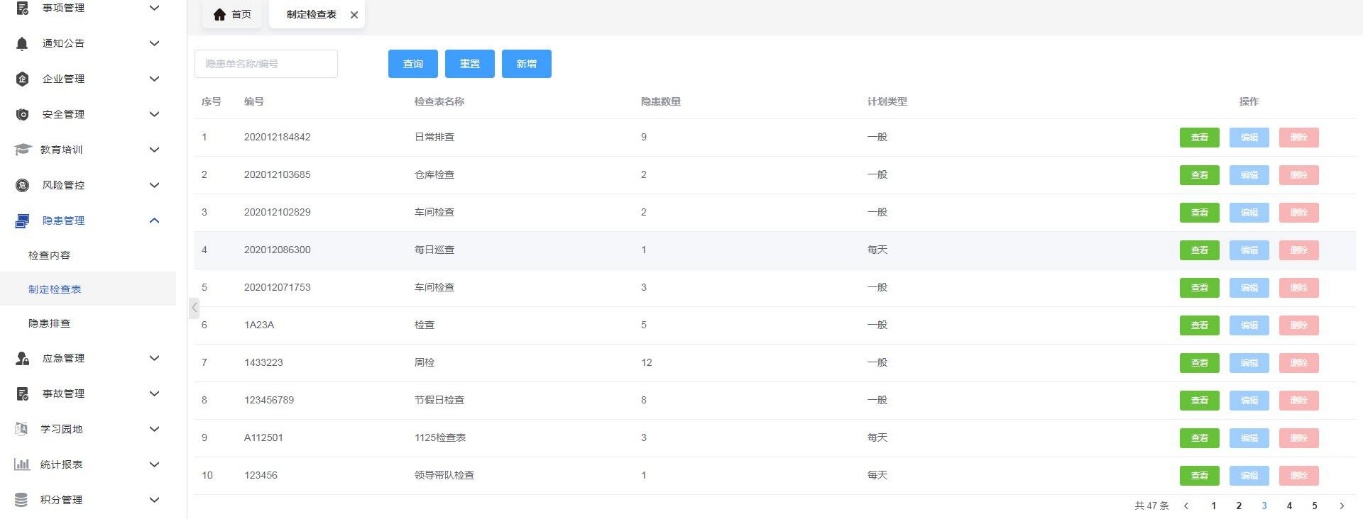 事项管理
通知公告
企业管理
安全管理
教育培训
风险管控
隐患管理
检查内容
制定检查表
隐患排查
应急管理
事故管理
学习园地
统计报表
积分管理
首页 制定检查表
隐患单名称/编号 查询 重置 新增
序号 编号 检查表名称 隐患数量 计划类型 操作
1 202012184842 日常排查 9 一般 查看 编辑 删除
2 202012103685 仓库检查 2 一般 查看 编辑 删除
3 202012102829 车间检查 2 一般 查看 编辑 删除
4 202012086300 每日巡查 1 每天 查看 编辑 删除
5 202012071753 车间检查 3 一般 查看 编辑 删除
6 1A23A 检查 5 一般 查看 编辑 删除
7 1433223 周检 12 一般 查看 编辑 删除
8 123456789 节假日检查 8 一般 查看 编辑 删除
9 A112501 1125检查表 3 每天 查看 编辑 删除
10 123456 领导带队检查 1 每天 查看 编辑 删除
共 47 条 1 2 3 4 5